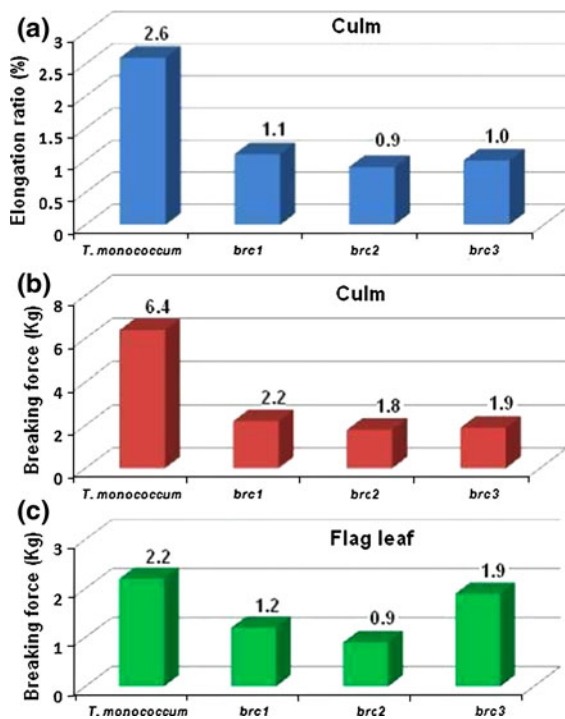 (a)
Culm
Elongation ratio (%)
3
2.5
2
1.5
1
0.5
0
2.6
1.1
0.9
1.0
T. monococcum brc1 brc2 brc3
(b)
Culm
Breaking force (Kg)
8
6
4
2
0
6.4
2.2
1.8
1.9
T. monococcum brc1 brc2 brc3
(c)
Flag leaf
Breaking force (Kg)
3
2
1
0
2.2
1.2
0.9
1.9
T. monococcum brc1 brc2 brc3